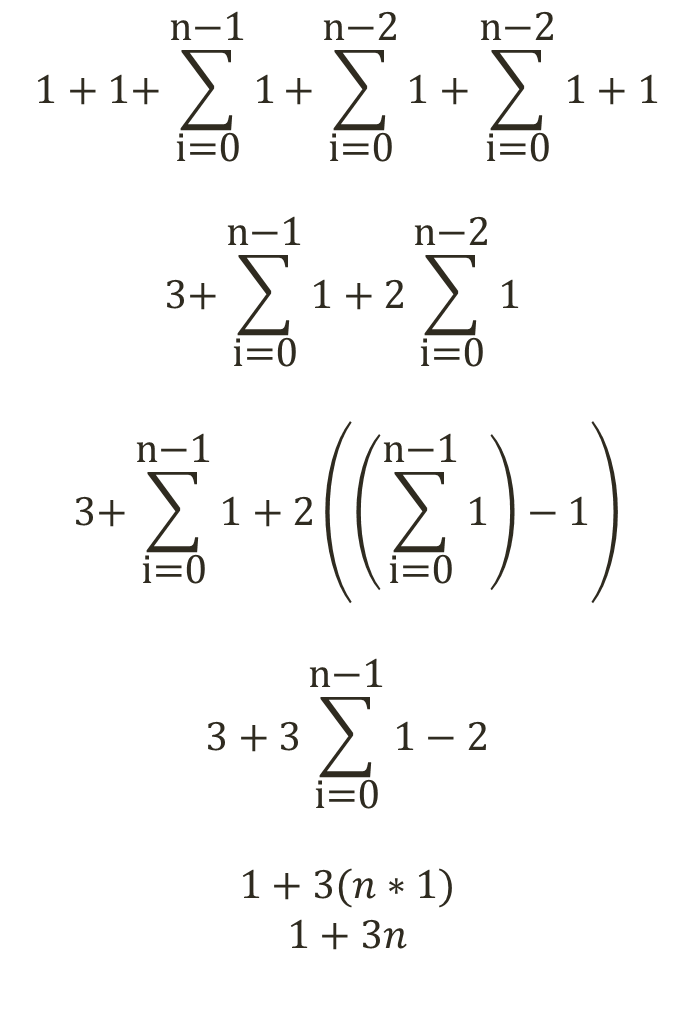 1 + 1+ ∑_{i=0}^{n−1} 1 + ∑_{i=0}^{n−2} 1 + ∑_{i=0}^{n−2} 1 + 1
3+ ∑_{i=0}^{n−1} 1 + 2 ∑_{i=0}^{n−2} 1
3+ ∑_{i=0}^{n−1} 1 + 2((∑_{i=0}^{n−1} 1) − 1)
3 + 3 ∑_{i=0}^{n−1} 1 − 2
1 + 3(n ∗ 1)
1 + 3n